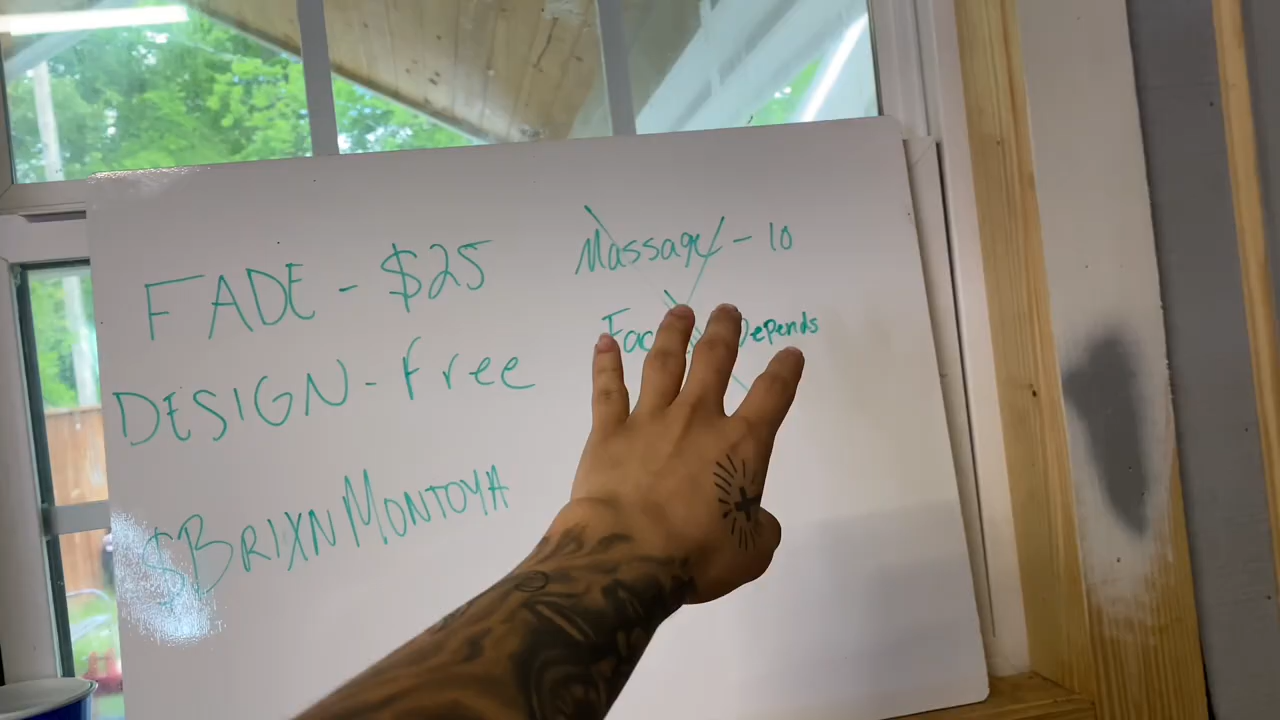 FADE - $25
DESIGN - Free
$BRIXNMONTOYA
Massage - 10
Depends